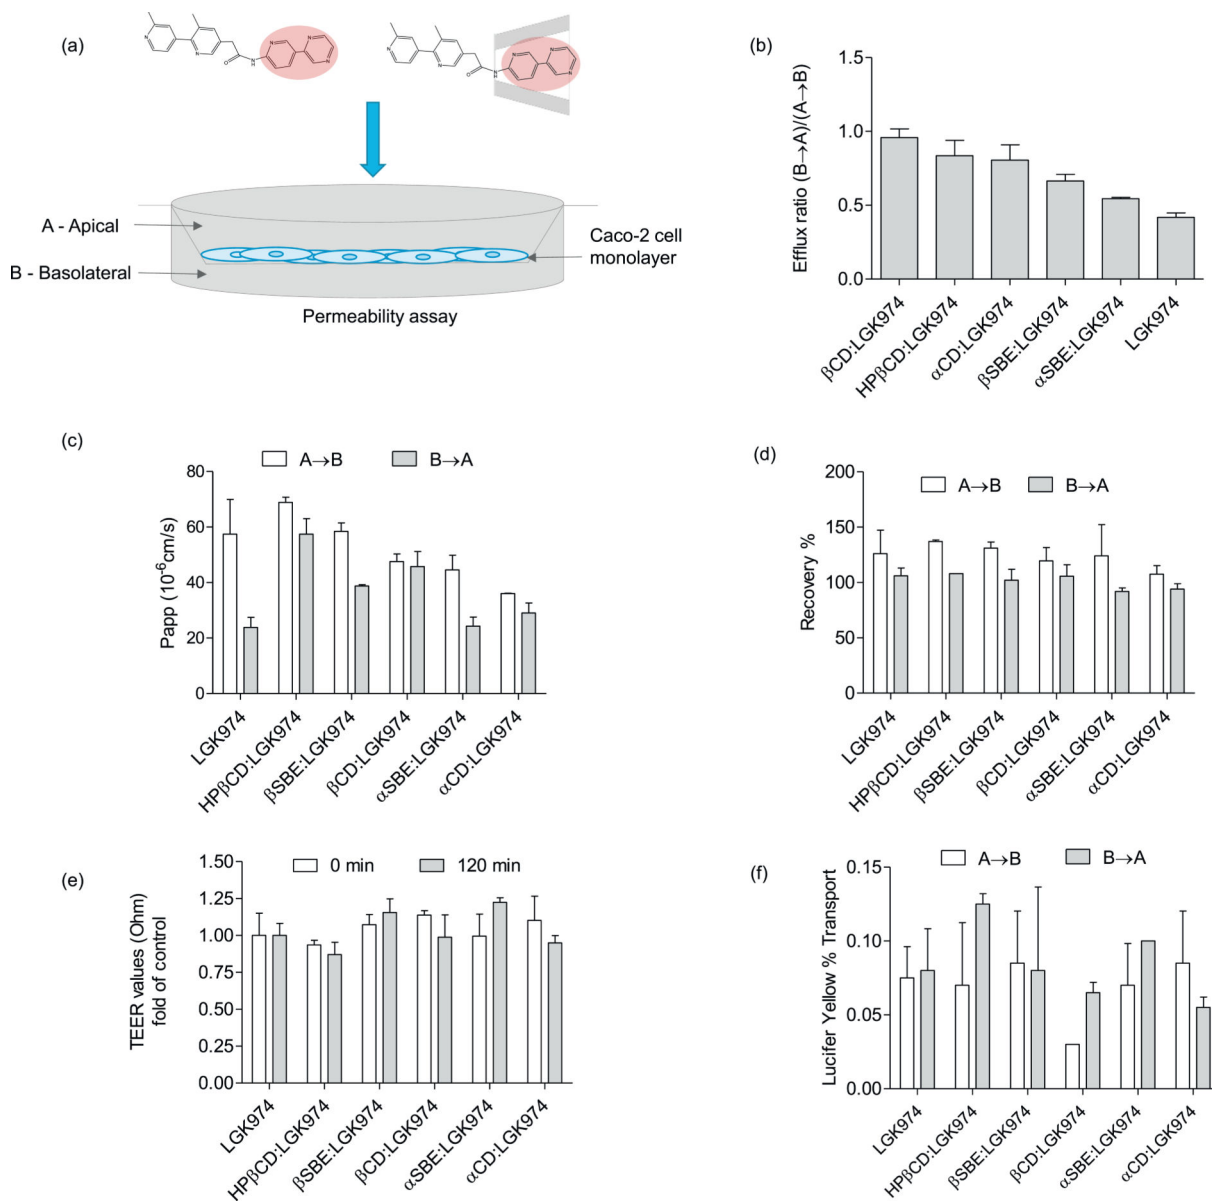 (a)
N
N
O
N
H
N
N
N
N
N
O
N
H
N
N
N
A - Apical
B - Basolateral
Caco-2 cell
monolayer
Permeability assay
(b)
Efflux ratio (B→A)/(A→B)
1.5
1.0
0.5
0.0
βCD:LGK974
HPβCD:LGK974
αCD:LGK974
βSBE:LGK974
αSBE:LGK974
LGK974
(c)
A→B
B→A
Papp (10⁻⁶cm/s)
80
60
40
20
0
LGK974
HPβCD:LGK974
βSBE:LGK974
βCD:LGK974
αSBE:LGK974
αCD:LGK974
(d)
A→B
B→A
Recovery %
200
150
100
50
0
LGK974
HPβCD:LGK974
βSBE:LGK974
βCD:LGK974
αSBE:LGK974
αCD:LGK974
(e)
0 min
120 min
TEER values (Ohm)
fold of control
1.50
1.25
1.00
0.75
0.50
0.25
0.00
LGK974
HPβCD:LGK974
βSBE:LGK974
βCD:LGK974
αSBE:LGK974
αCD:LGK974
(f)
A→B
B→A
Lucifer Yellow % Transport
0.15
0.10
0.05
0.00
LGK974
HPβCD:LGK974
βSBE:LGK974
βCD:LGK974
αSBE:LGK974
αCD:LGK974